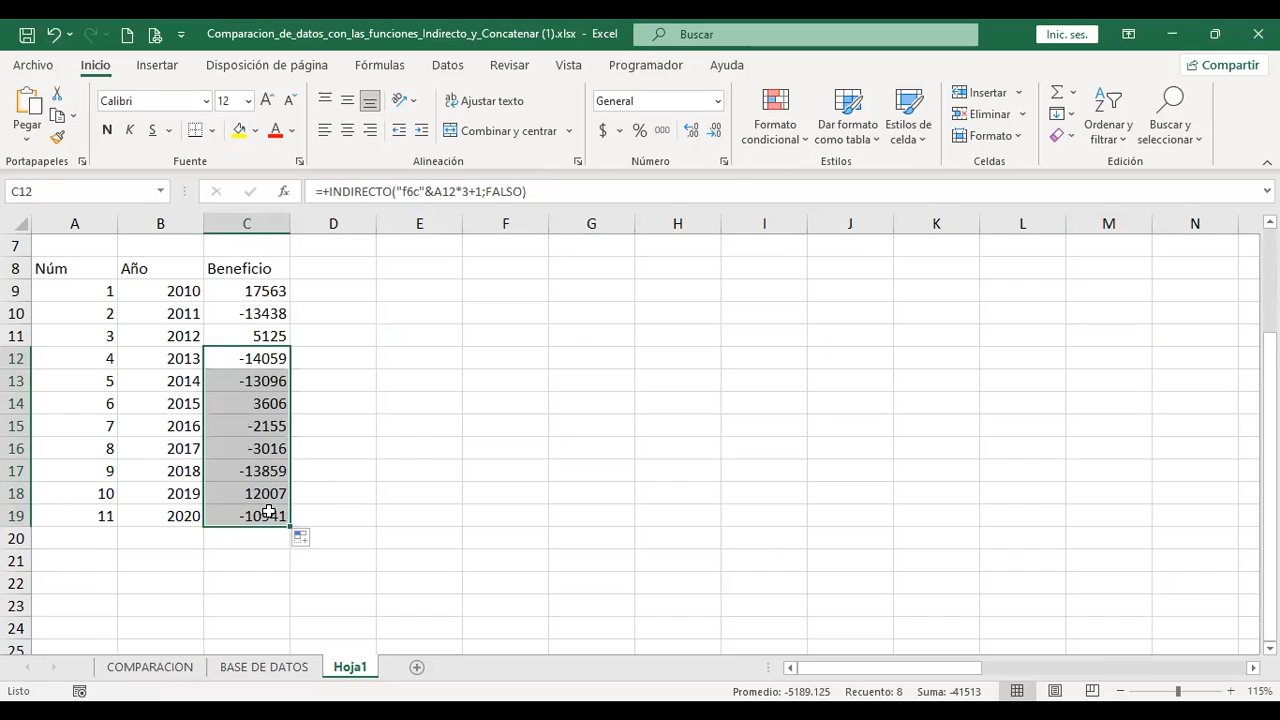 Comparacion_de_datos_con_las_funciones_Indirecto_y_Concatenar (1).xlsx - Excel
Buscar
Inic. ses.
Archivo Inicio Insertar Disposición de página Fórmulas Datos Revisar Vista Programador Ayuda
Compartir
Pegar
Calibri 12
N K S A
Ajustar texto
Combinar y centrar
General
$ % 000
Formato condicional
Dar formato como tabla
Estilos de celda
Insertar
Eliminar
Formato
Ordenar y filtrar
Buscar y seleccionar
Portapapeles Fuente Alineación Número Estilos Celdas Edición
C12 fx =+INDIRECTO("f6c"&A12*3+1;FALSO)
A B C D E F G H I J K L M N
7
8 Núm Año Beneficio
9 1 2010 17563
10 2 2011 -13438
11 3 2012 5125
12 4 2013 -14059
13 5 2014 -13096
14 6 2015 3606
15 7 2016 -2155
16 8 2017 -3016
17 9 2018 -13859
18 10 2019 12007
19 11 2020 -10941
20
21
22
23
24
25
COMPARACION BASE DE DATOS Hoja1
Listo Promedio: -5189.125 Recuento: 8 Suma: -41513 115%